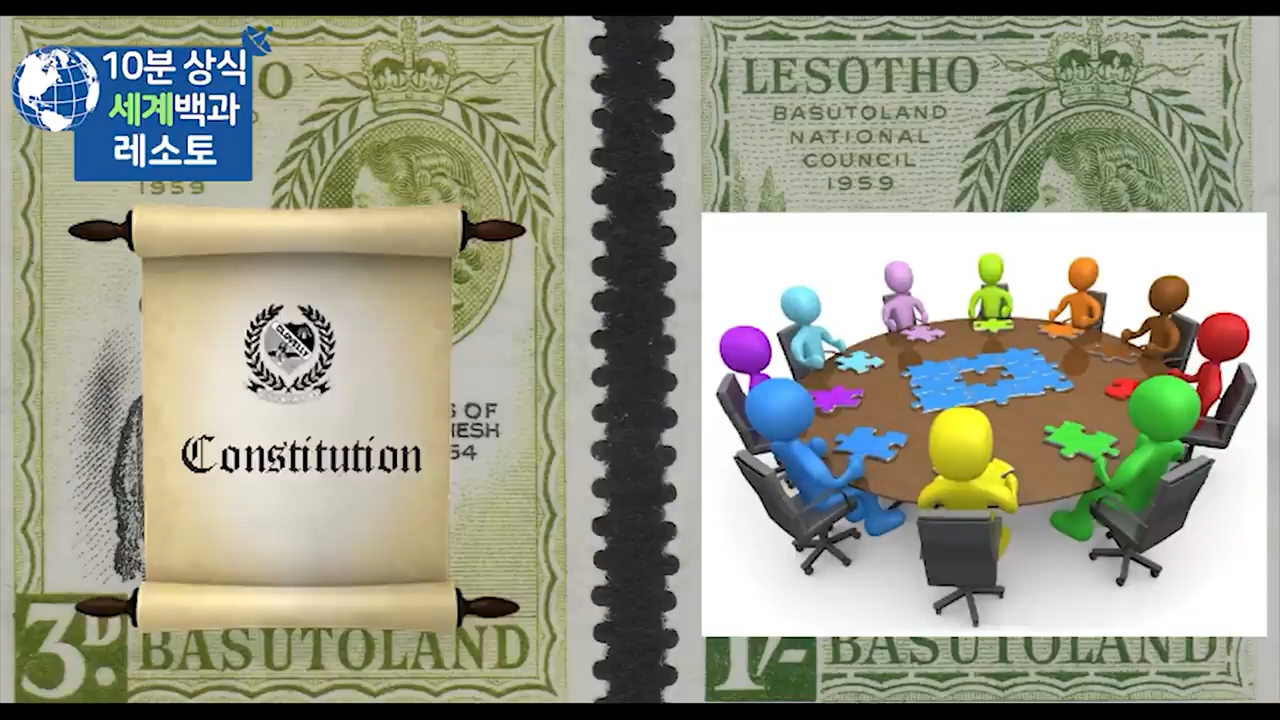 10분 상식
세계백과
레소토
O
1959
Constitution
S OF
ESH
54
3D.
BASUTOLAND
LESOTHO
BASUTOLAND
NATIONAL
COUNCIL
1959
1/-
BASUTOLAND